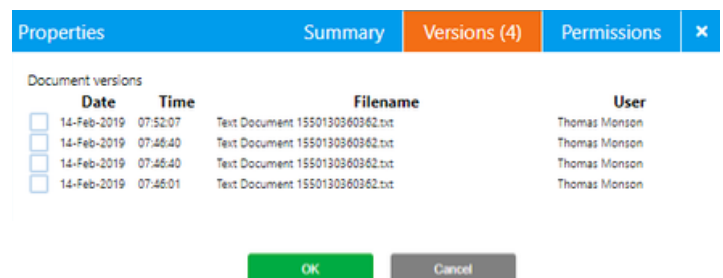 Properties Summary Versions (4) Permissions ×
Document versions
Date Time Filename User
14-Feb-2019 07:52:07 Text Document 1550130360362.txt Thomas Monson
14-Feb-2019 07:46:40 Text Document 1550130360362.txt Thomas Monson
14-Feb-2019 07:46:40 Text Document 1550130360362.txt Thomas Monson
14-Feb-2019 07:46:01 Text Document 1550130360362.txt Thomas Monson
OK Cancel